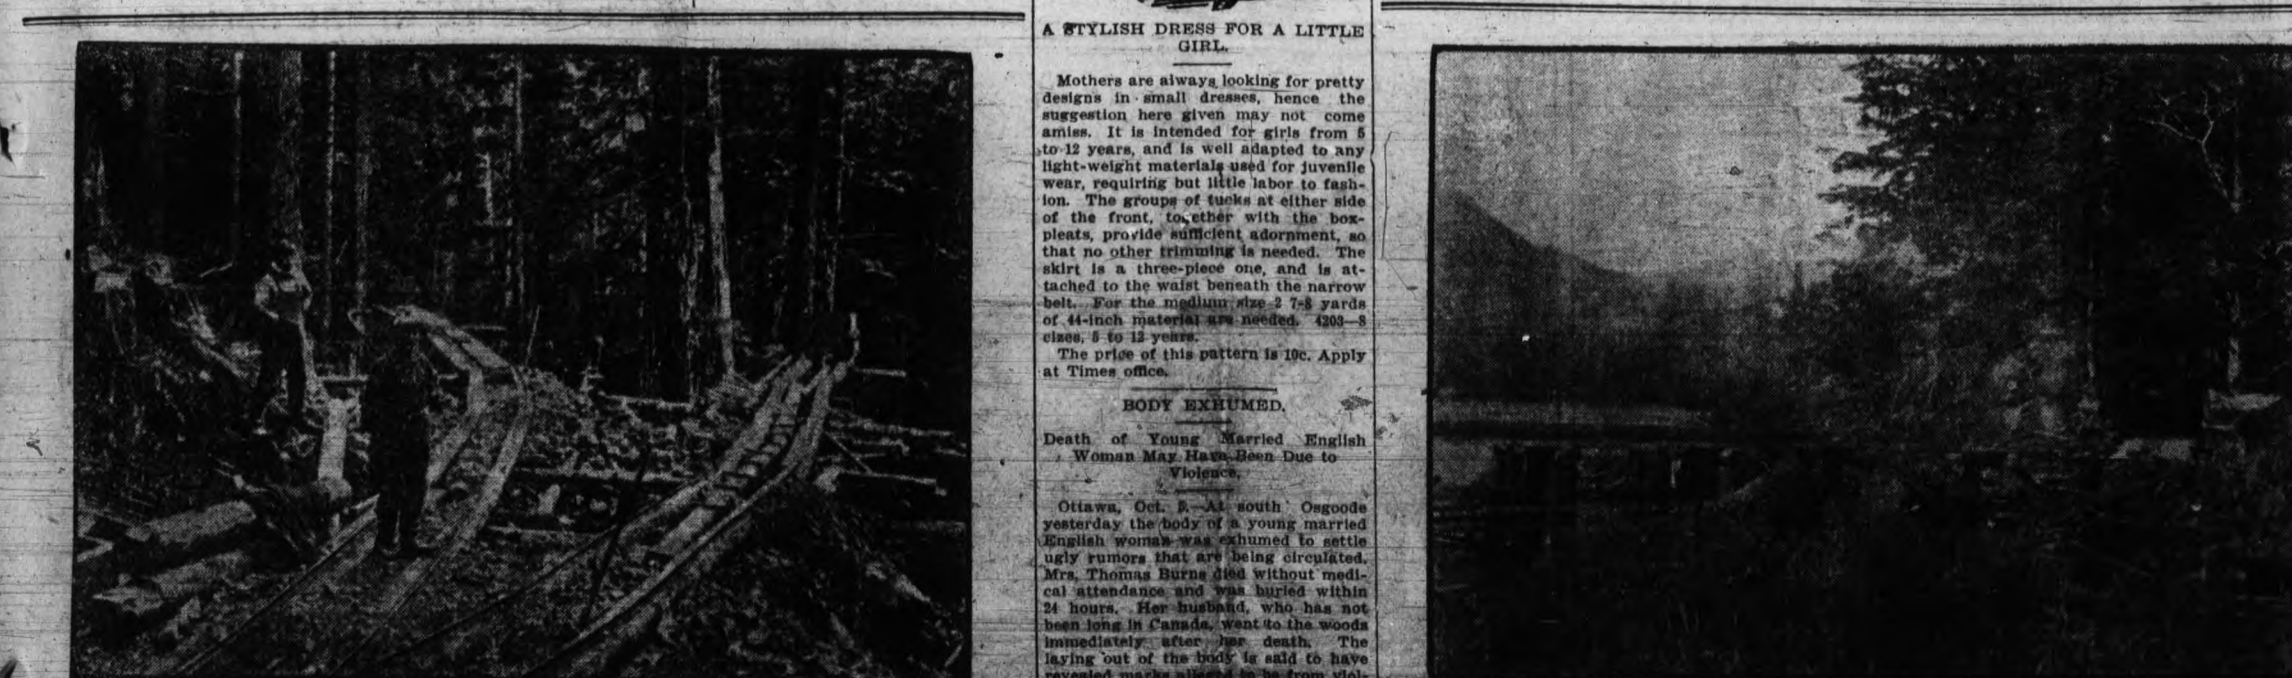 A STYLISH DRESS FOR A LITTLE
GIRL.
Mothers are always looking for pretty
designs in small dresses, hence the
suggestion here given may not come
amiss. It is intended for girls from 5
to 12 years, and is well adapted to any
light-weight materials used for juvenile
wear, requiring but little labor to fash-
ion. The groups of tucks at either side
of the front, together with the box-
pleats, provide sufficient adornment, so
that no other trimming is needed. The
skirt is a three-piece one, and is at-
tached to the waist beneath the narrow
belt. For the medium size 2 7-8 yards
of 44-inch material are needed. 4203—8
cizes, 5 to 12 years.
The price of this pattern is 10c. Apply
at Times office.
BODY EXHUMED.
Death of Young Married English
Woman May Have Been Due to
Violence.
Ottawa, Oct. 5.—At south Osgoode
yesterday the body of a young married
English woman was exhumed to settle
ugly rumors that are being circulated.
Mrs. Thomas Burns died without medi-
cal attendance and was buried within
24 hours. Her husband, who has not
been long in Canada, went to the woods
immediately after her death. The
laying out of the body is said to have
revealed marks alleged to be from viol-